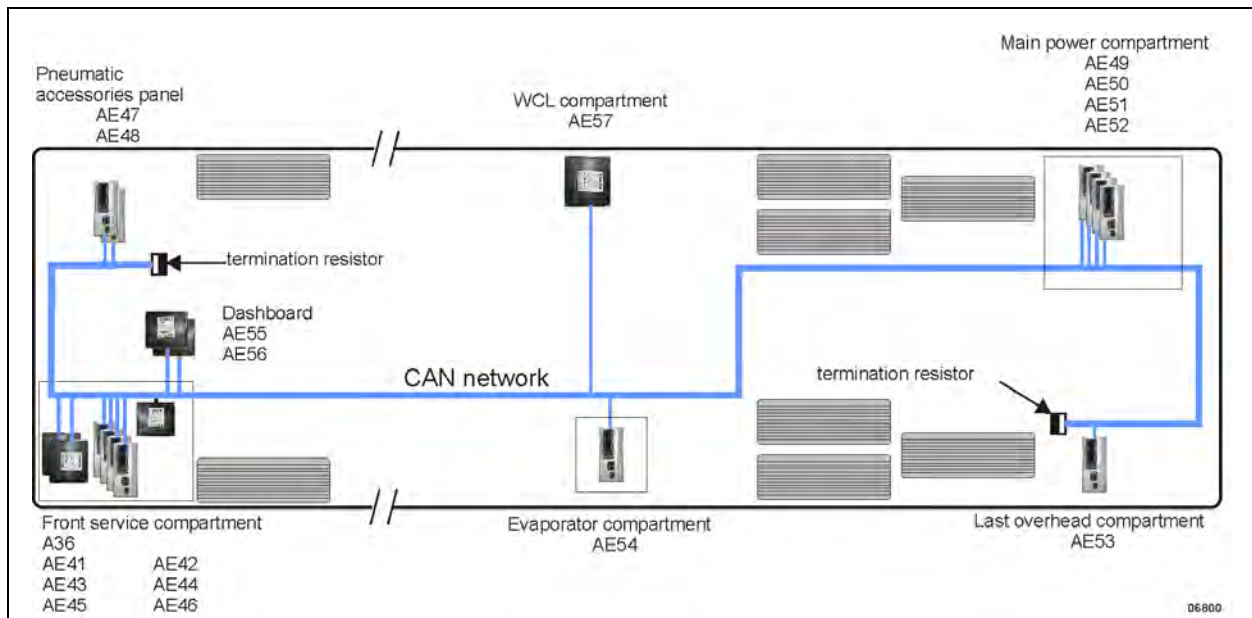 Main power compartment
AE49
AE50
AE51
AE52
Pneumatic
accessories panel
AE47
AE48
WCL compartment
AE57
termination resistor
Dashboard
AE55
AE56
CAN network
termination resistor
Front service compartment
A36
AE41 AE42
AE43 AE44
AE45 AE46
Evaporator compartment
AE54
Last overhead compartment
AE53
06800